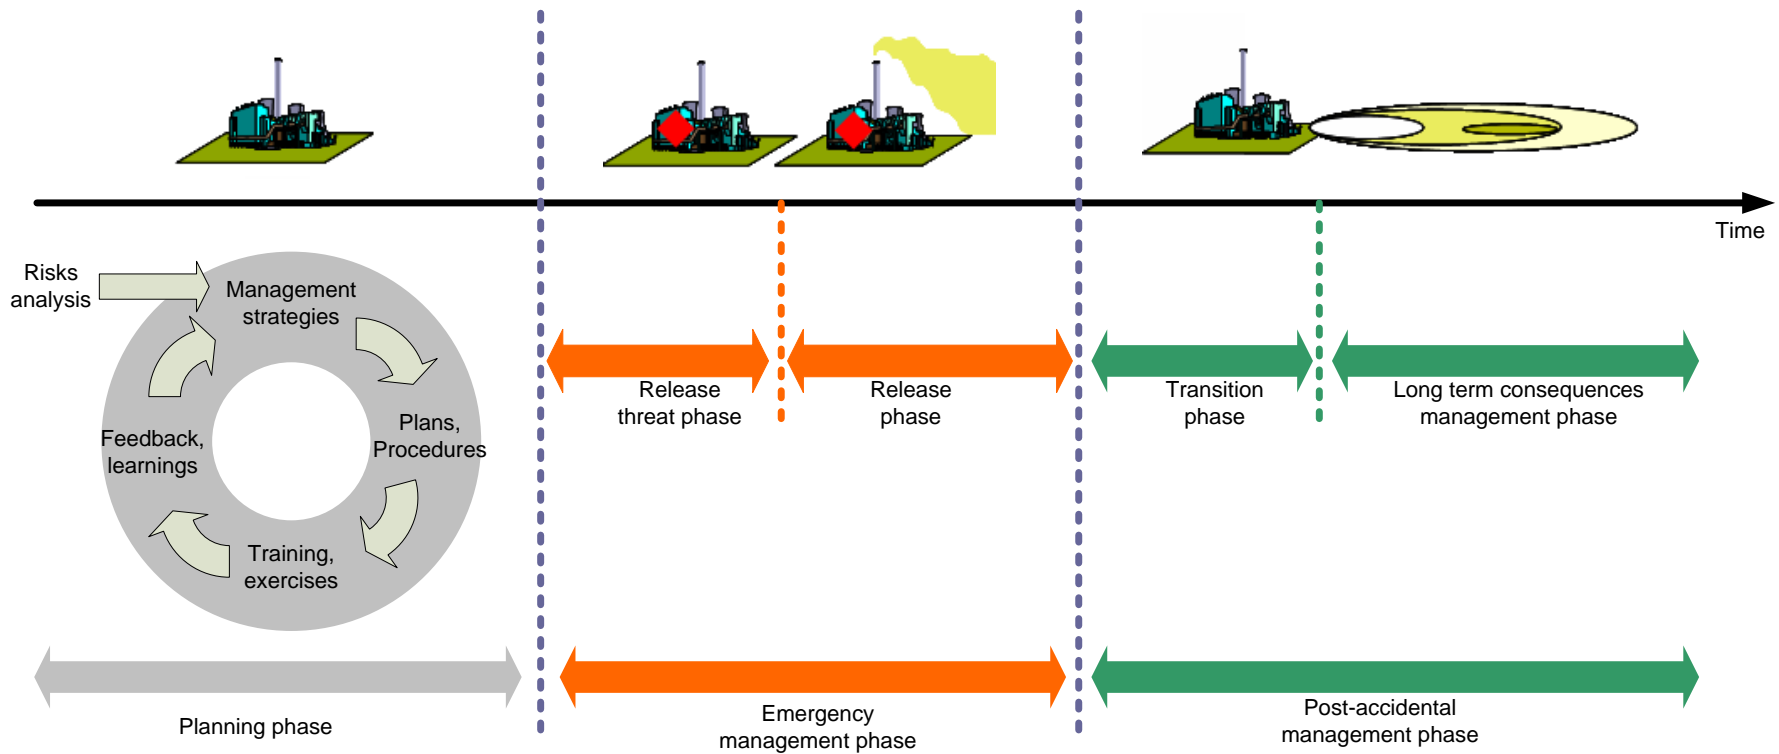 Time
Risks
analysis
Management
strategies
Plans,
Procedures
Training,
exercises
Feedback,
learnings
Release
threat phase
Release
phase
Transition
phase
Long term consequences
management phase
Planning phase
Emergency
management phase
Post-accidental
management phase